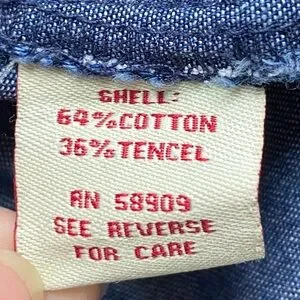 SHELL:
64%COTTON
36%TENCEL
RN 58909
SEE REVERSE
FOR CARE